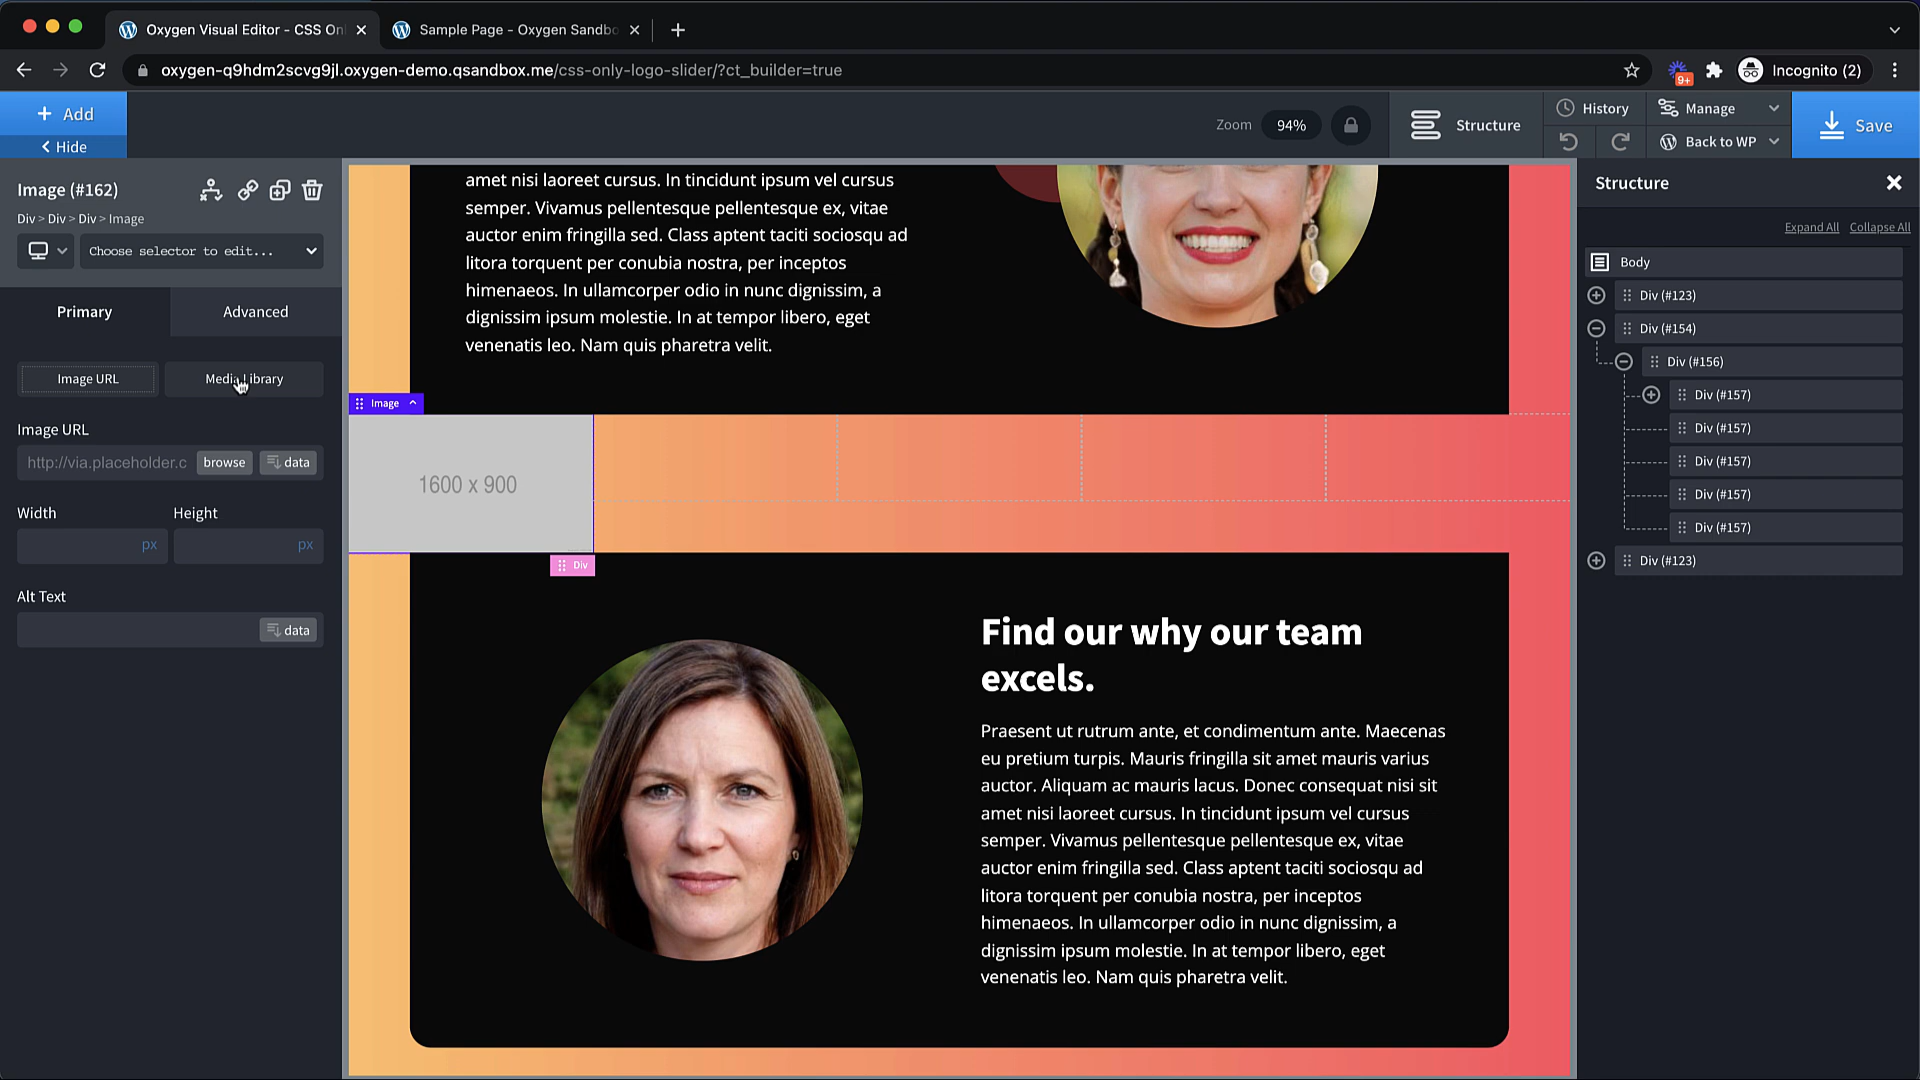 Oxygen Visual Editor - CSS On
Sample Page - Oxygen Sandbo
oxygen-q9hdm2scvg9jl.oxygen-demo.qsandbox.me/css-only-logo-slider/?ct_builder=true
9+
Incognito (2)
+ Add
Hide
Zoom
94%
Structure
History
Manage
Back to WP
Save
Image (#162)
Div > Div > Div > Image
Choose selector to edit...
Primary
Advanced
Image URL
Media Library
Image URL
http://via.placeholder.c
browse
data
Width
Height
px
px
Alt Text
data
amet nisi laoreet cursus. In tincidunt ipsum vel cursus
semper. Vivamus pellentesque pellentesque ex, vitae
auctor enim fringilla sed. Class aptent taciti sociosqu ad
litora torquent per conubia nostra, per inceptos
himenaeos. In ullamcorper odio in nunc dignissim, a
dignissim ipsum molestie. In at tempor libero, eget
venenatis leo. Nam quis pharetra velit.
Image
1600 x 900
Div
Find our why our team
excels.
Praesent ut rutrum ante, et condimentum ante. Maecenas
eu pretium turpis. Mauris fringilla sit amet mauris varius
auctor. Aliquam ac mauris lacus. Donec consequat nisi sit
amet nisi laoreet cursus. In tincidunt ipsum vel cursus
semper. Vivamus pellentesque pellentesque ex, vitae
auctor enim fringilla sed. Class aptent taciti sociosqu ad
litora torquent per conubia nostra, per inceptos
himenaeos. In ullamcorper odio in nunc dignissim, a
dignissim ipsum molestie. In at tempor libero, eget
venenatis leo. Nam quis pharetra velit.
Structure
Expand All
Collapse All
Body
Div (#123)
Div (#154)
Div (#156)
Div (#157)
Div (#157)
Div (#157)
Div (#157)
Div (#157)
Div (#123)